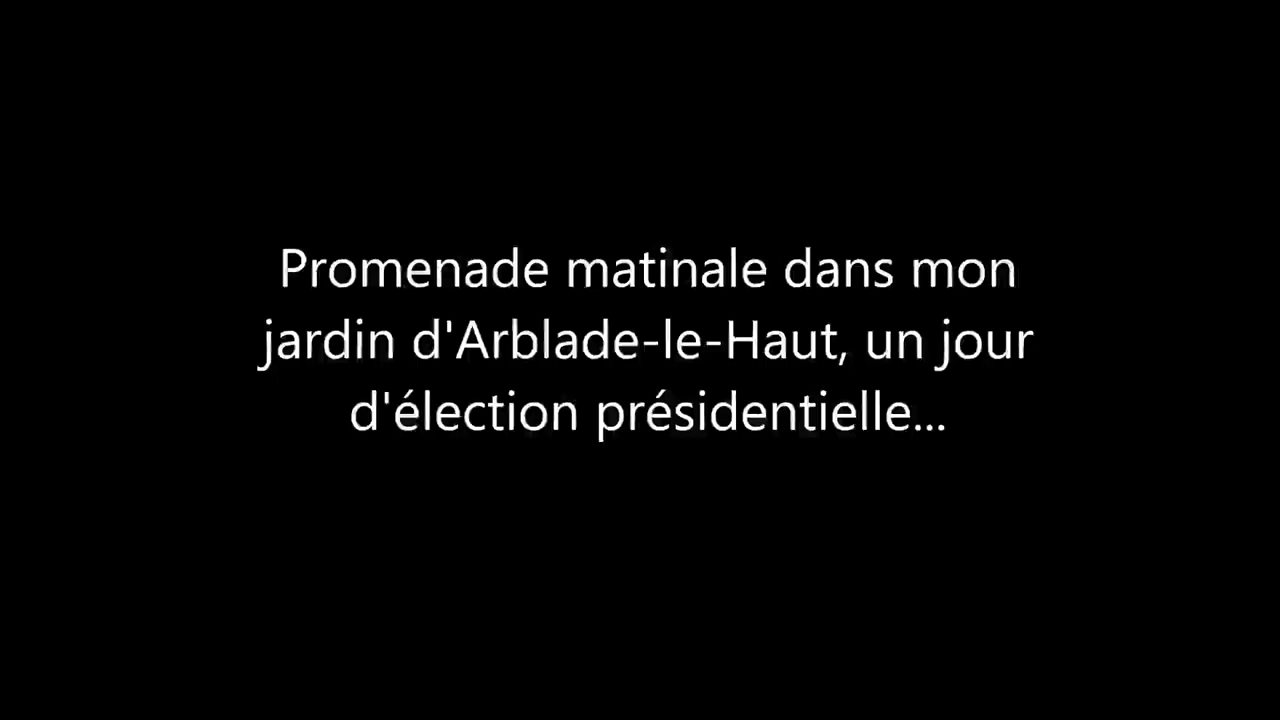 Promenade matinale dans mon
jardin d'Arblade-le-Haut, un jour
d'élection présidentielle...